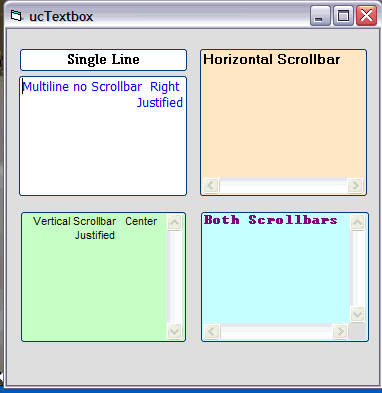 ucTextbox
Single Line
Multiline no Scrollbar  Right
Justified
Horizontal Scrollbar
Vertical Scrollbar   Center
Justified
Both Scrollbars